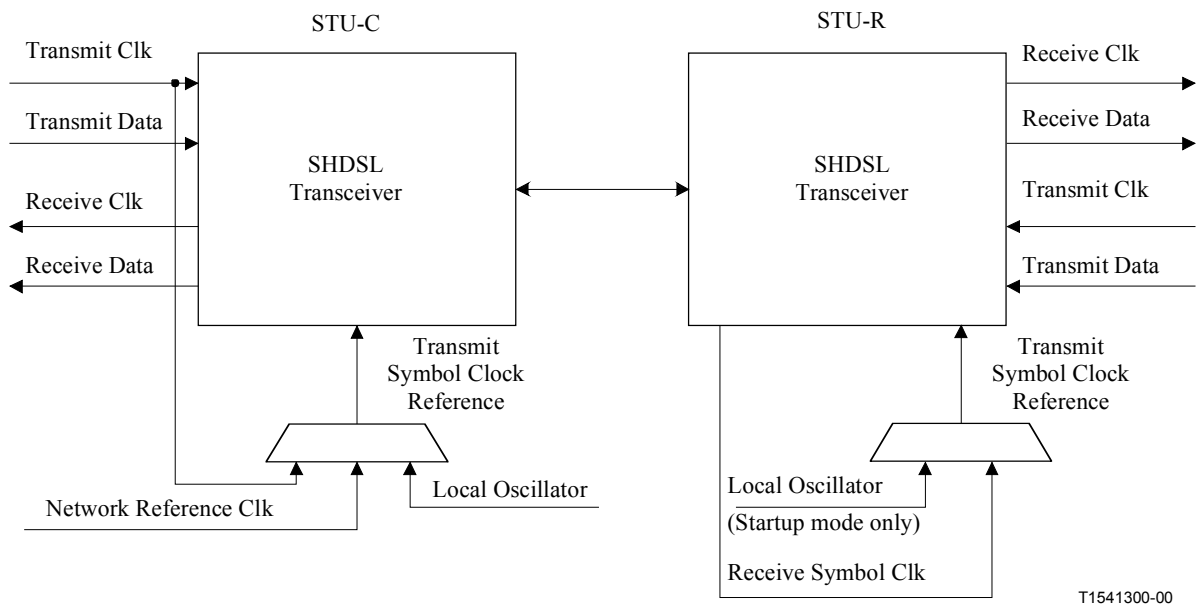 STU-C
STU-R
Transmit Clk
Transmit Data
Receive Clk
Receive Data
SHDSL
Transceiver
SHDSL
Transceiver
Receive Clk
Receive Data
Transmit Clk
Transmit Data
Transmit
Symbol Clock
Reference
Transmit
Symbol Clock
Reference
Network Reference Clk
Local Oscillator
Local Oscillator
(Startup mode only)
Receive Symbol Clk
T1541300-00